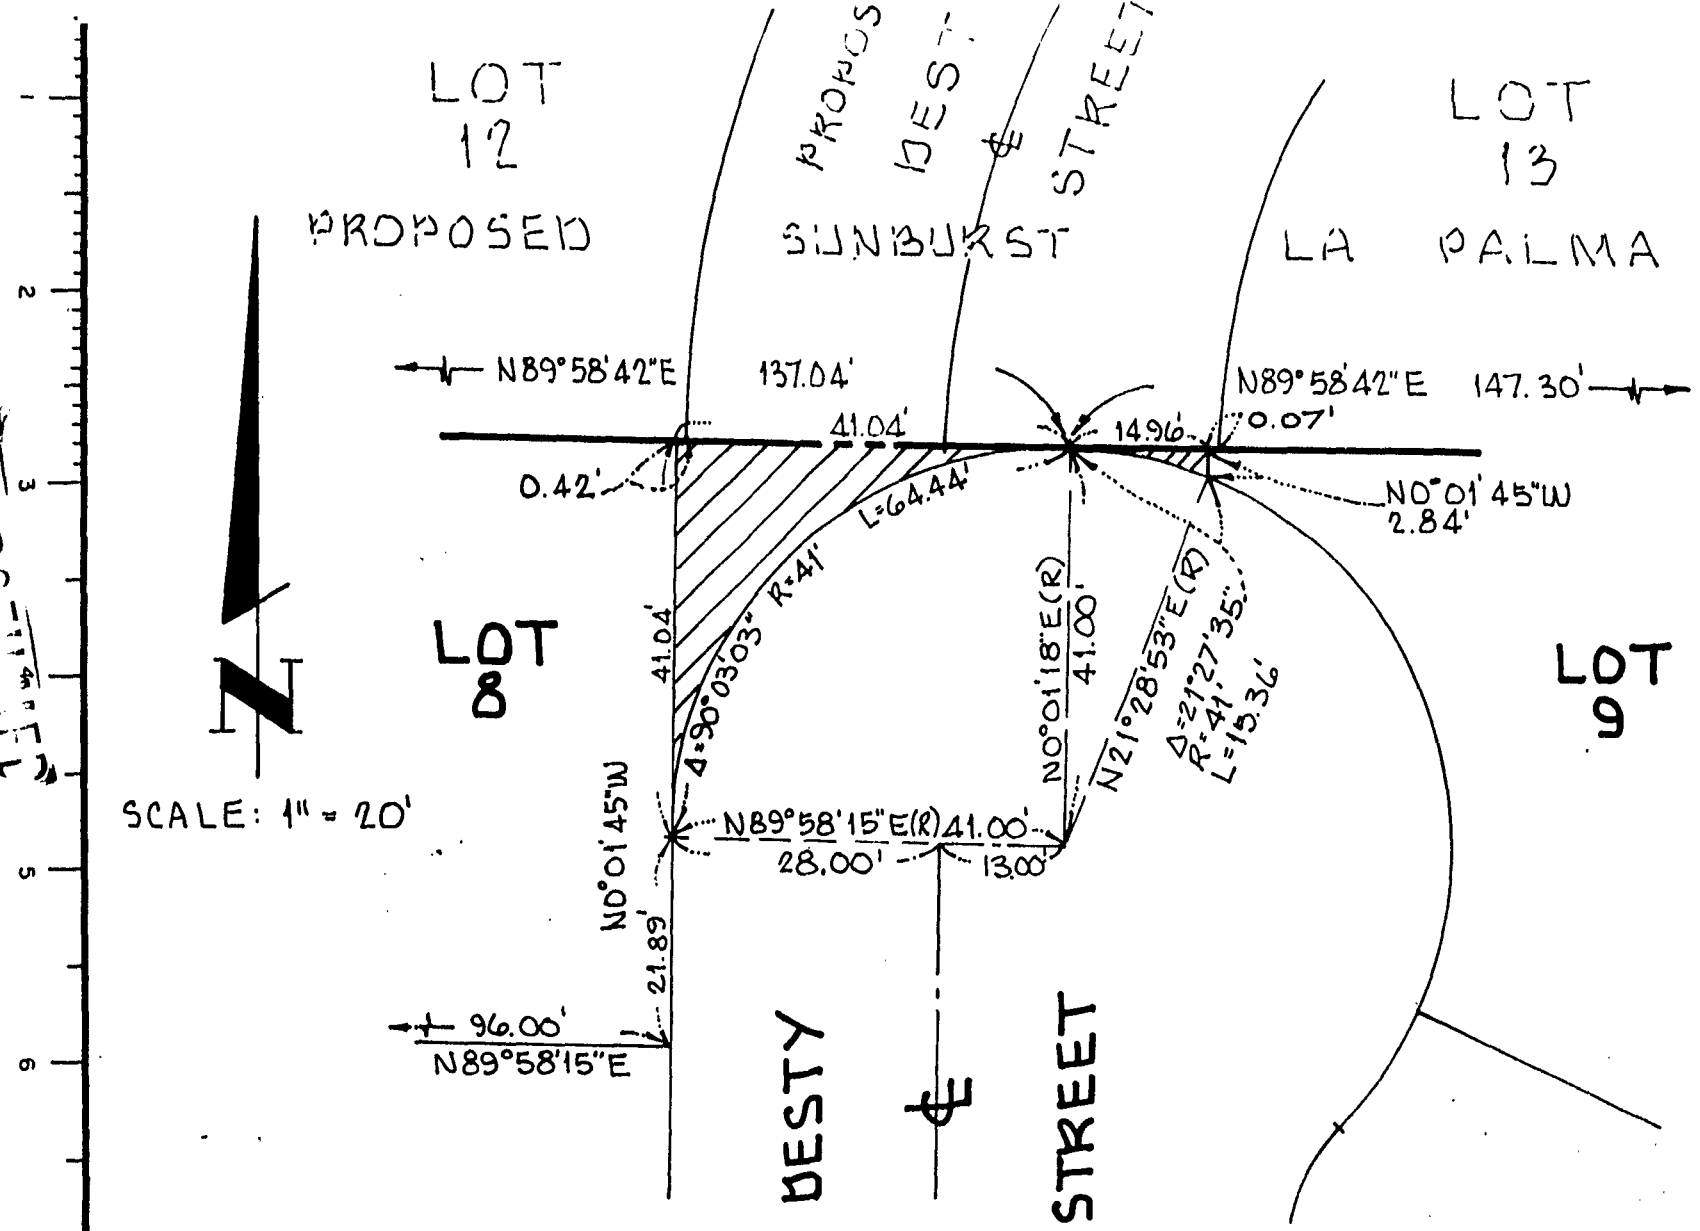 LOT
12
PROPOSED
DEST
STREET
SUNBURST
LOT
13
LA PALMA
N89°58'42"E 137.04'
N89°58'42"E 147.30'
41.04'
14.96'
0.07'
0.42'
L=64.44'
N0°01'45"W
2.84'
R=41'
Δ=90°03'03"
41.04'
N0°01'18"E(R)
41.00'
N21°28'53"E(R)
Δ=21°27'35"
R=41'
L=15.36'
LOT
8
LOT
9
N
SCALE: 1" = 20'
N89°58'15"E(R) 41.00'
28.00'
13.00'
N0°01'45"W
21.89'
96.00'
N89°58'15"E
DESTY
STREET
1
2
3
5
6